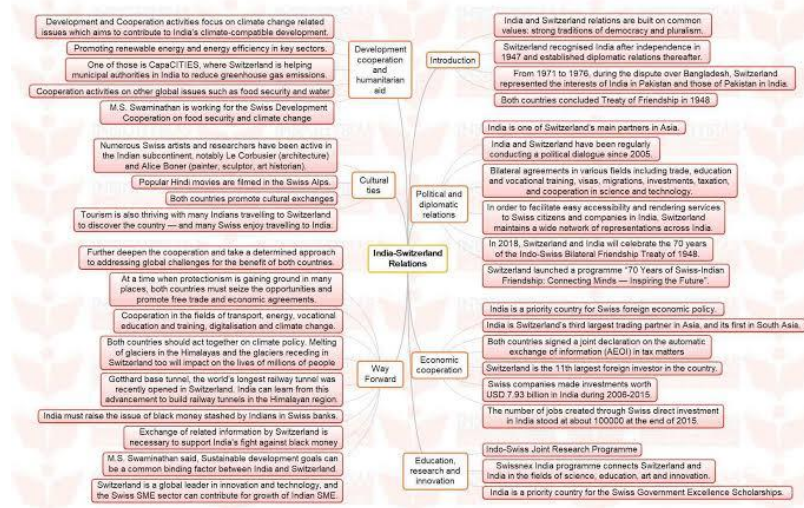 India-Switzerland
Relations
Introduction
India and Switzerland relations are built on common
values: strong traditions of democracy and pluralism.
Switzerland recognised India after independence in
1947 and established diplomatic relations thereafter.
From 1971 to 1976, during the dispute over Bangladesh, Switzerland
represented the interests of India in Pakistan and those of Pakistan in India.
Both countries concluded Treaty of Friendship in 1948
Political and
diplomatic
relations
India is one of Switzerland's main partners in Asia.
India and Switzerland have been regularly
conducting a political dialogue since 2005.
Bilateral agreements in various fields including trade, education
and vocational training, visas, migrations, investments, taxation,
and cooperation in science and technology.
In order to facilitate easy accessibility and rendering services
to Swiss citizens and companies in India, Switzerland
maintains a wide network of representations across India.
In 2018, Switzerland and India will celebrate the 70 years
of the Indo-Swiss Bilateral Friendship Treaty of 1948.
Switzerland launched a programme "70 Years of Swiss-Indian
Friendship: Connecting Minds — Inspiring the Future".
Economic
cooperation
India is a priority country for Swiss foreign economic policy.
India is Switzerland's third largest trading partner in Asia, and its first in South Asia.
Both countries signed a joint declaration on the automatic
exchange of information (AEOI) in tax matters
Switzerland is the 11th largest foreign investor in the country.
Swiss companies made investments worth
USD 7.93 billion in India during 2006-2015.
The number of jobs created through Swiss direct investment
in India stood at about 100000 at the end of 2015.
Education,
research and
innovation
Indo-Swiss Joint Research Programme
Swissnex India programme connects Switzerland and
India in the fields of science, education, art and innovation.
India is a priority country for the Swiss Government Excellence Scholarships.
Development
cooperation
and
humanitarian
aid
Development and Cooperation activities focus on climate change related
issues which aims to contribute to India's climate-compatible development.
Promoting renewable energy and energy efficiency in key sectors.
One of those is CapaCITIES, where Switzerland is helping
municipal authorities in India to reduce greenhouse gas emissions.
Cooperation activities on other global issues such as food security and water
M.S. Swaminathan is working for the Swiss Development
Cooperation on food security and climate change
Cultural
ties
Numerous Swiss artists and researchers have been active in
the Indian subcontinent, notably Le Corbusier (architecture)
and Alice Boner (painter, sculptor, art historian).
Popular Hindi movies are filmed in the Swiss Alps.
Both countries promote cultural exchanges
Tourism is also thriving with many Indians travelling to Switzerland
to discover the country — and many Swiss enjoy travelling to India.
Way
Forward
Further deepen the cooperation and take a determined approach
to addressing global challenges for the benefit of both countries.
At a time when protectionism is gaining ground in many
places, both countries must seize the opportunities and
promote free trade and economic agreements.
Cooperation in the fields of transport, energy, vocational
education and training, digitalisation and climate change.
Both countries should act together on climate policy. Melting
of glaciers in the Himalayas and the glaciers receding in
Switzerland too will impact on the lives of millions of people
Gotthard base tunnel, the world's longest railway tunnel was
recently opened in Switzerland. India can learn from this
advancement to build railway tunnels in the Himalayan region.
India must raise the issue of black money stashed by Indians in Swiss banks.
Exchange of related information by Switzerland is
necessary to support India's fight against black money
M.S. Swaminathan said, Sustainable development goals can
be a common binding factor between India and Switzerland
Switzerland is a global leader in innovation and technology, and
the Swiss SME sector can contribute for growth of Indian SME.